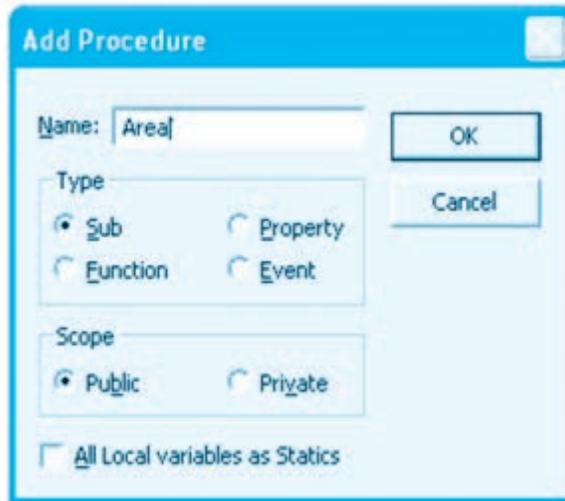 Add Procedure
Name: Area
OK
Type
Cancel
Sub
Property
Function
Event
Scope
Public
Private
All Local variables as Statics